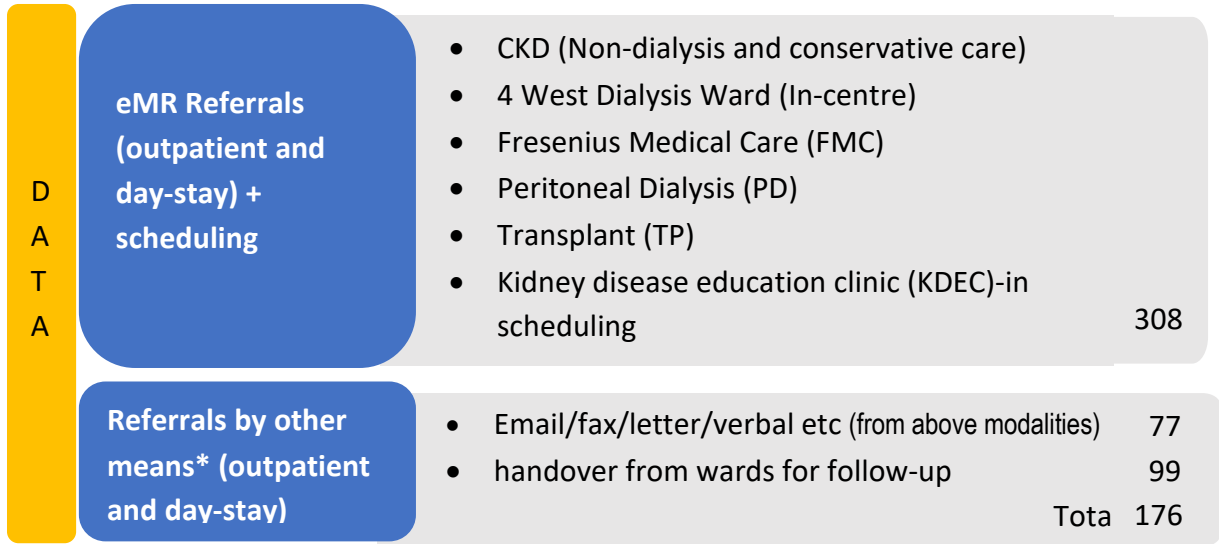 D
A
T
A
eMR Referrals
(outpatient and
day-stay) +
scheduling
• CKD (Non-dialysis and conservative care)
• 4 West Dialysis Ward (In-centre)
• Fresenius Medical Care (FMC)
• Peritoneal Dialysis (PD)
• Transplant (TP)
• Kidney disease education clinic (KDEC)-in
scheduling 308
Referrals by other
means* (outpatient
and day-stay)
• Email/fax/letter/verbal etc (from above modalities) 77
• handover from wards for follow-up 99
Tota 176